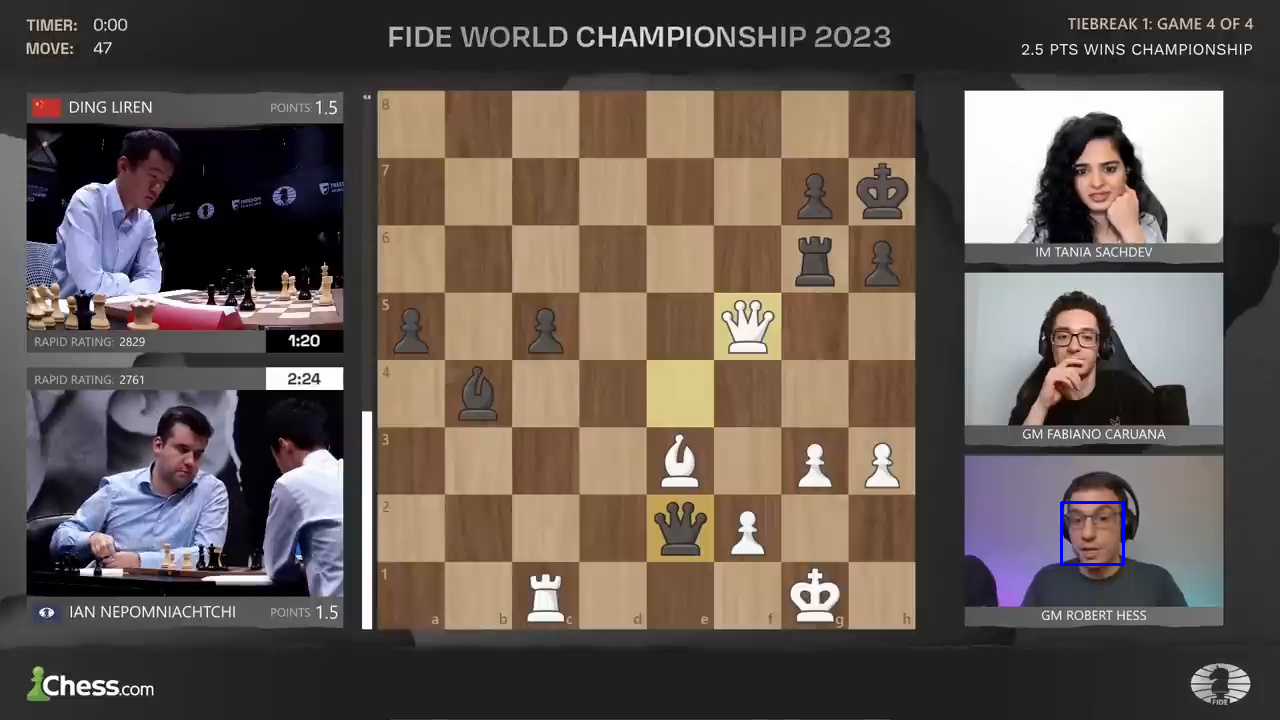 TIMER: 0:00
MOVE: 47
FIDE WORLD CHAMPIONSHIP 2023
TIEBREAK 1: GAME 4 OF 4
2.5 PTS WINS CHAMPIONSHIP
DING LIREN POINTS: 1.5
RAPID RATING: 2829 1:20
RAPID RATING: 2761 2:24
IAN NEPOMNIACHTCHI POINTS: 1.5
8
7
6
5
4
3
2
1
a b c d e f g h
IM TANIA SACHDEV
GM FABIANO CARUANA
GM ROBERT HESS
Chess.com
FIDE